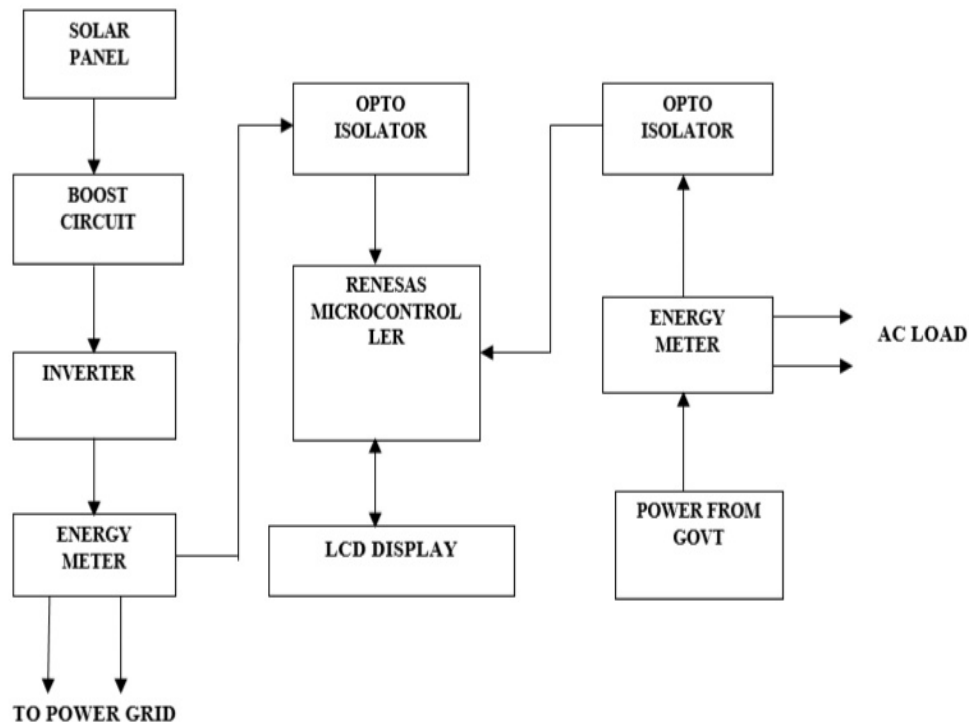 SOLAR
PANEL
BOOST
CIRCUIT
INVERTER
ENERGY
METER
TO POWER GRID
OPTO
ISOLATOR
RENESAS
MICROCONTROL
LER
LCD DISPLAY
OPTO
ISOLATOR
ENERGY
METER
AC LOAD
POWER FROM
GOVT